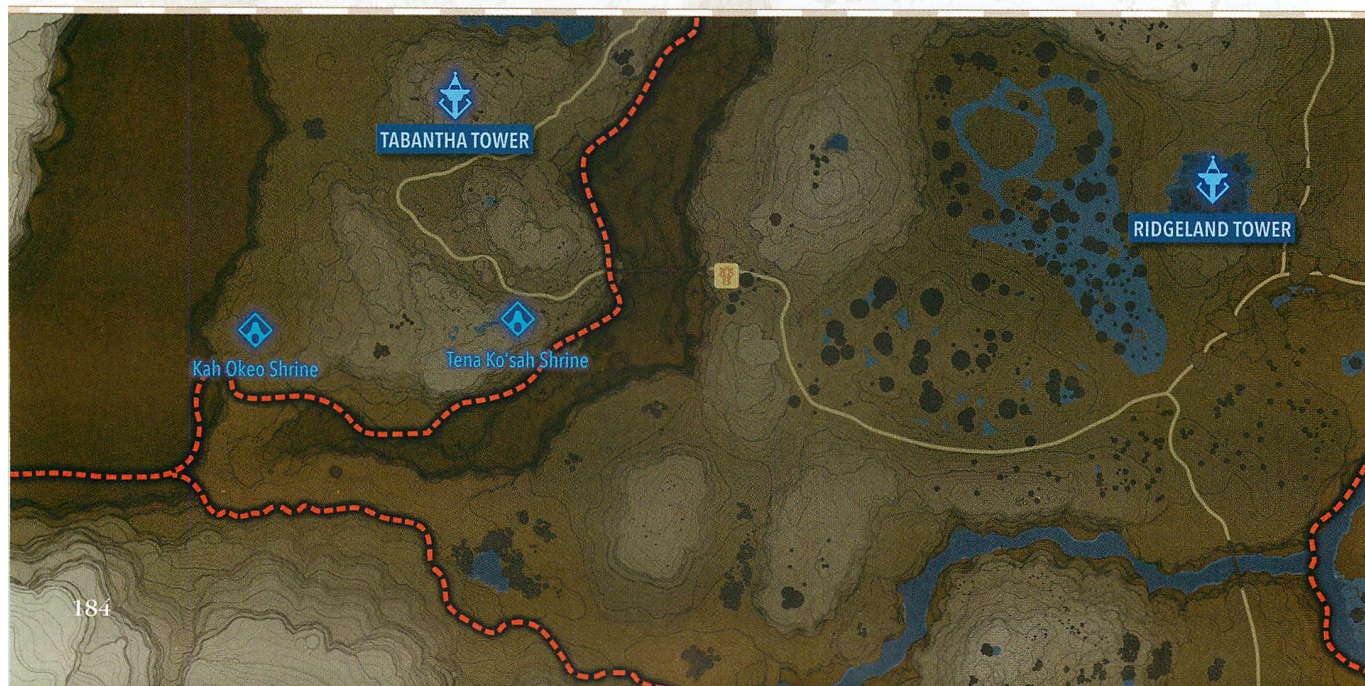 TABANTHA TOWER
RIDGELAND TOWER
Kah Okeo Shrine
Tena Ko'sah Shrine
184